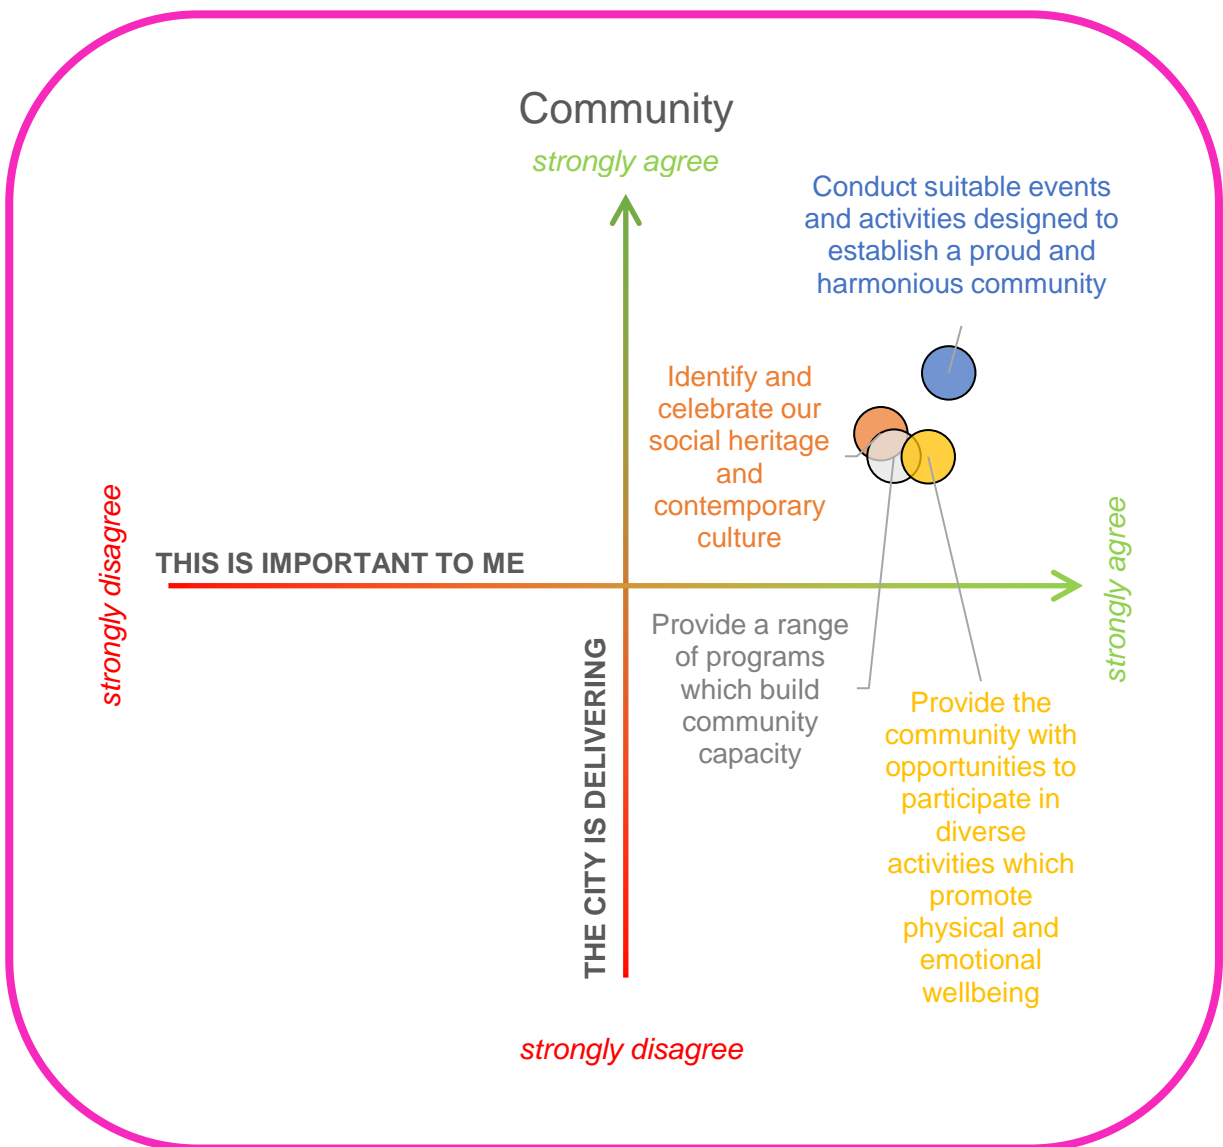 Community
strongly agree
Conduct suitable events
and activities designed to
establish a proud and
harmonious community
Identify and
celebrate our
social heritage
and
contemporary
culture
strongly disagree
THIS IS IMPORTANT TO ME
strongly agree
THE CITY IS DELIVERING
Provide a range
of programs
which build
community
capacity
Provide the
community with
opportunities to
participate in
diverse
activities which
promote
physical and
emotional
wellbeing
strongly disagree